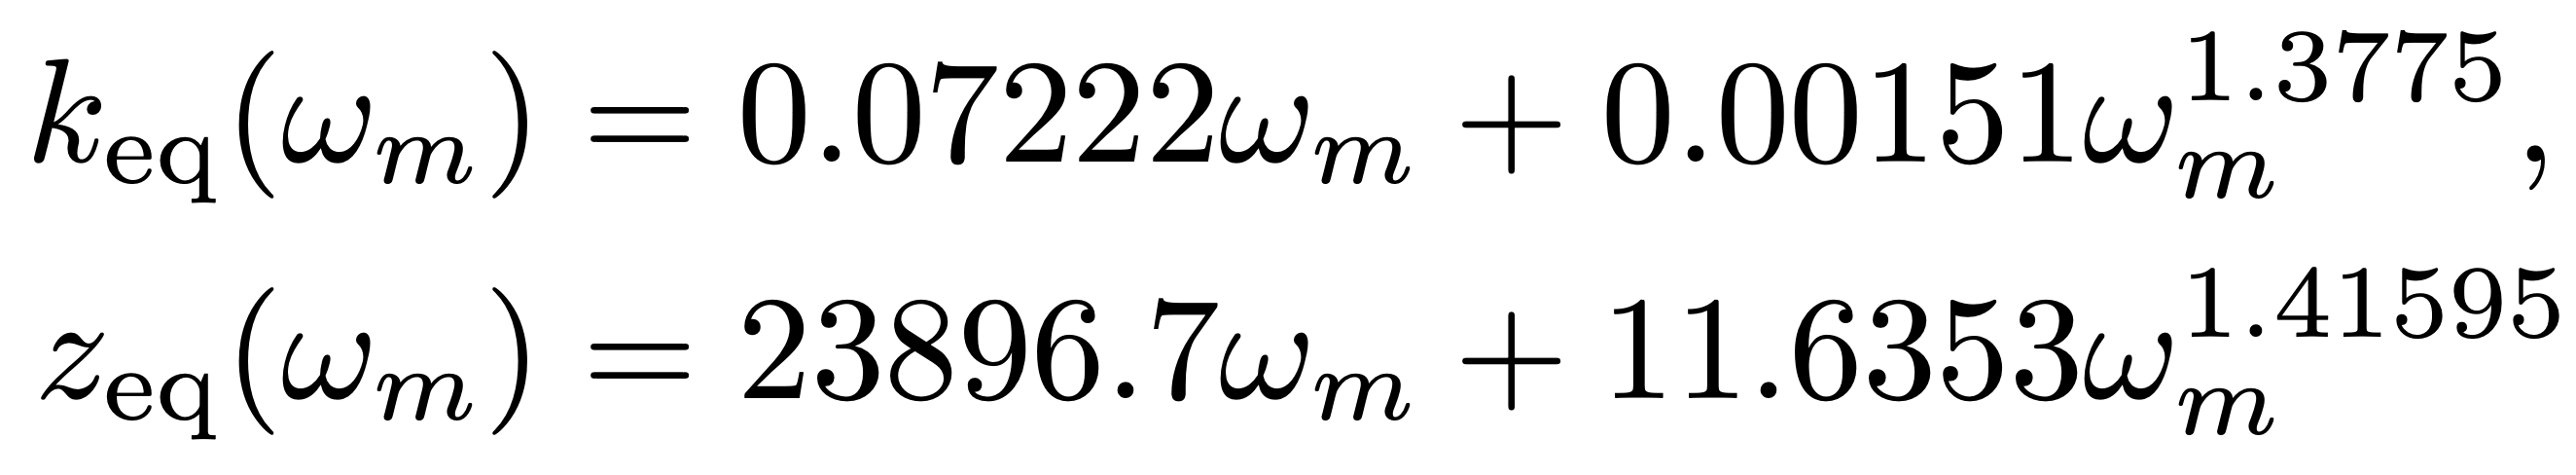 k_eq(ω_m) = 0.07222ω_m + 0.00151ω_m^1.3775 ,
z_eq(ω_m) = 23896.7ω_m + 11.6353ω_m^1.41595